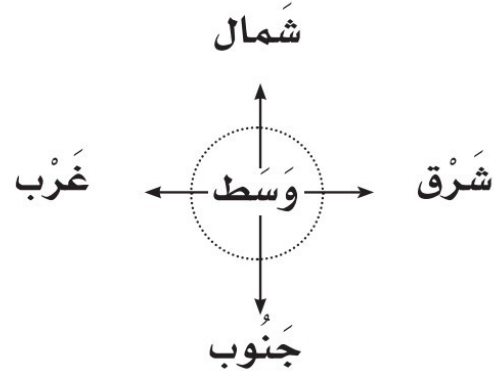 شَمال
شَرْق
وَسَط
غَرْب
جَنُوب